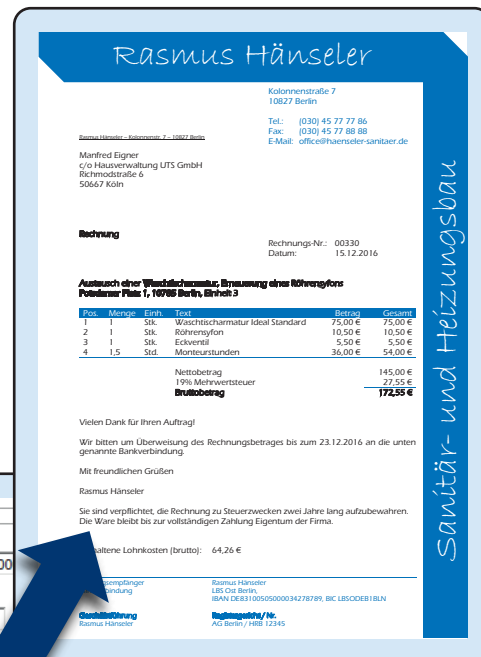 Rasmus Hänseler
Kolonnenstraße 7
10827 Berlin
Tel.: (030) 45 77 77 86
Fax: (030) 45 77 88 88
E-Mail: office@haenseler-sanitaer.de
Rasmus Hänseler – Kolonnenstr. 7 – 10827 Berlin
Manfred Eigner
c/o Hausverwaltung UTS GmbH
Richmodstraße 6
50667 Köln
Rechnung
Rechnungs-Nr.: 00330
Datum: 15.12.2016
Austausch einer Waschtischarmatur, Erneuerung eines Röhrensyfons
Potsdamer Platz 1, 10785 Berlin, Einheit 3
Pos. Menge Einh. Text Betrag Gesamt
1 1 Stk. Waschtischarmatur Ideal Standard 75,00 € 75,00 €
2 1 Stk. Röhrensyfon 10,50 € 10,50 €
3 1 Stk. Eckventil 5,50 € 5,50 €
4 1,5 Std. Monteurstunden 36,00 € 54,00 €
Nettobetrag 145,00 €
19% Mehrwertsteuer 27,55 €
Bruttobetrag 172,55 €
Vielen Dank für Ihren Auftrag!
Wir bitten um Überweisung des Rechnungsbetrages bis zum 23.12.2016 an die unten
genannte Bankverbindung.
Mit freundlichen Grüßen
Rasmus Hänseler
Sie sind verpflichtet, die Rechnung zu Steuerzwecken zwei Jahre lang aufzubewahren.
Die Ware bleibt bis zur vollständigen Zahlung Eigentum der Firma.
haltene Lohnkosten (brutto): 64,26 €
empfänger Rasmus Hänseler
bindung LBS Ost Berlin,
IBAN DE83100505000034278789, BIC LBSODEB1BLN
Geschäftsführung Registergericht/ Nr.
Rasmus Hänseler AG Berlin / HRB 12345
Sanitär- und Heizungsbau
00